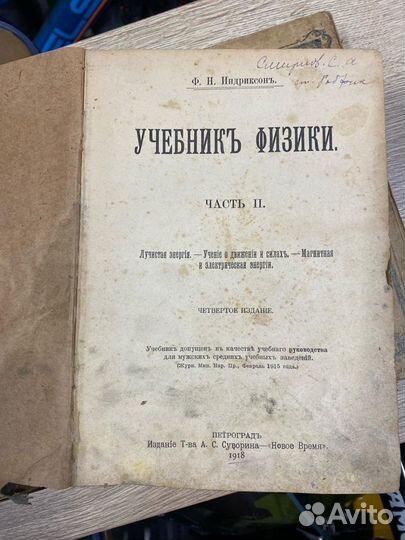 Смирнов. С. А
Ф. Н. Индриксонъ.
УЧЕБНИКЪ ФИЗИКИ.
ЧАСТЬ II.
Лучистая энергія. — Ученіе о движеніи и силахъ. — Магнитная
и электрическая энергіи.
ЧЕТВЕРТОЕ ИЗДАНІЕ.
Учебникъ допущен въ качествѣ учебнаго руководства
для мужскихъ среднихъ учебныхъ заведеній.
(Журн. Мин. Нар. Пр., Февраль 1915 года.)
ПЕТРОГРАДЪ
Изданіе Т-ва А. С. Суворина—«Новое Время».
1918
Avito